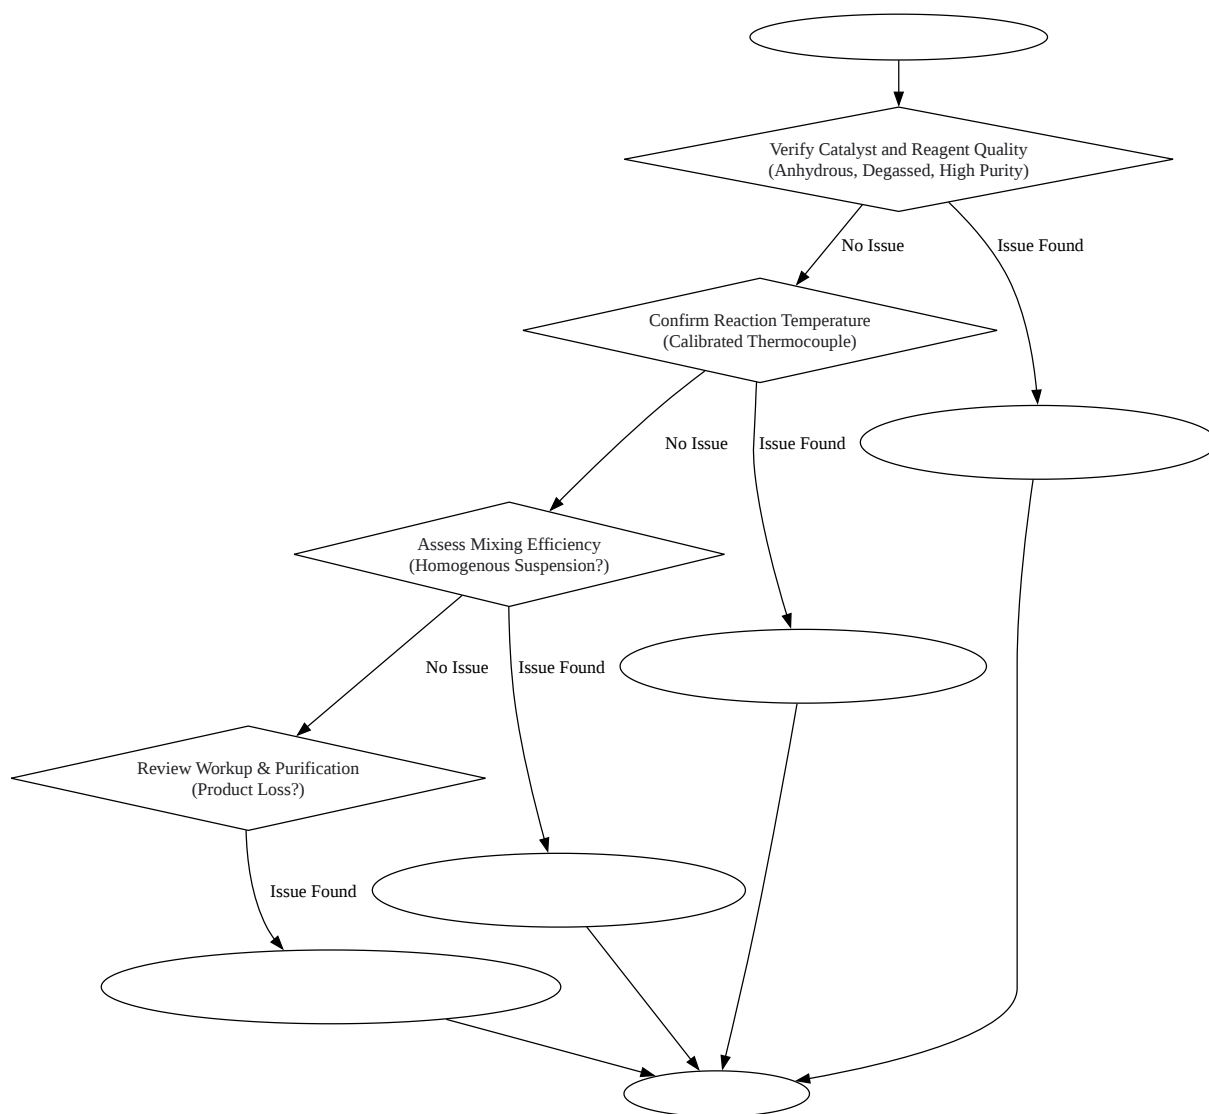 Verify Catalyst and Reagent Quality
(Anhydrous, Degassed, High Purity)
No Issue
Issue Found
Confirm Reaction Temperature
(Calibrated Thermocouple)
No Issue
Issue Found
Assess Mixing Efficiency
(Homogenous Suspension?)
No Issue
Issue Found
Review Workup & Purification
(Product Loss?)
Issue Found